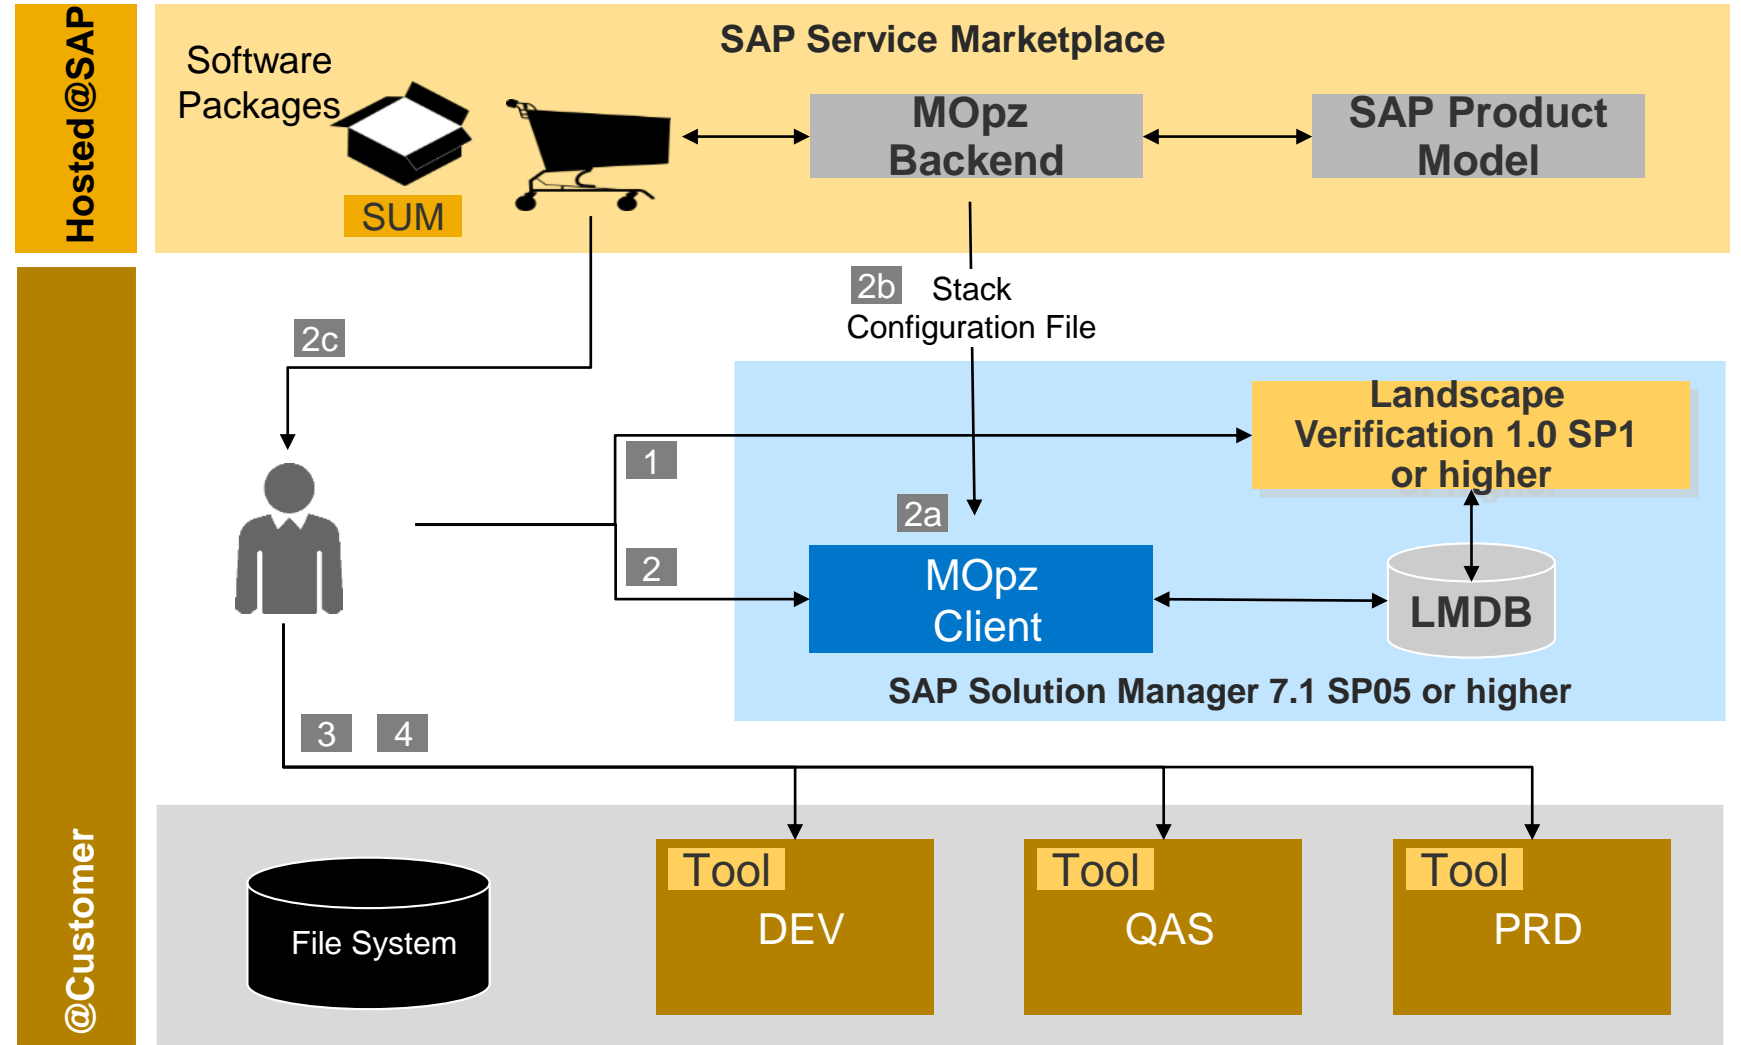 Hosted@SAP
SAP Service Marketplace
Software
Packages
SUM
MOpz
Backend
SAP Product
Model
2b
Stack
Configuration File
2c
Landscape
Verification 1.0 SP1
or higher
1
2a
2
MOpz
Client
LMDB
SAP Solution Manager 7.1 SP05 or higher
3
4
@Customer
File System
Tool
DEV
Tool
QAS
Tool
PRD